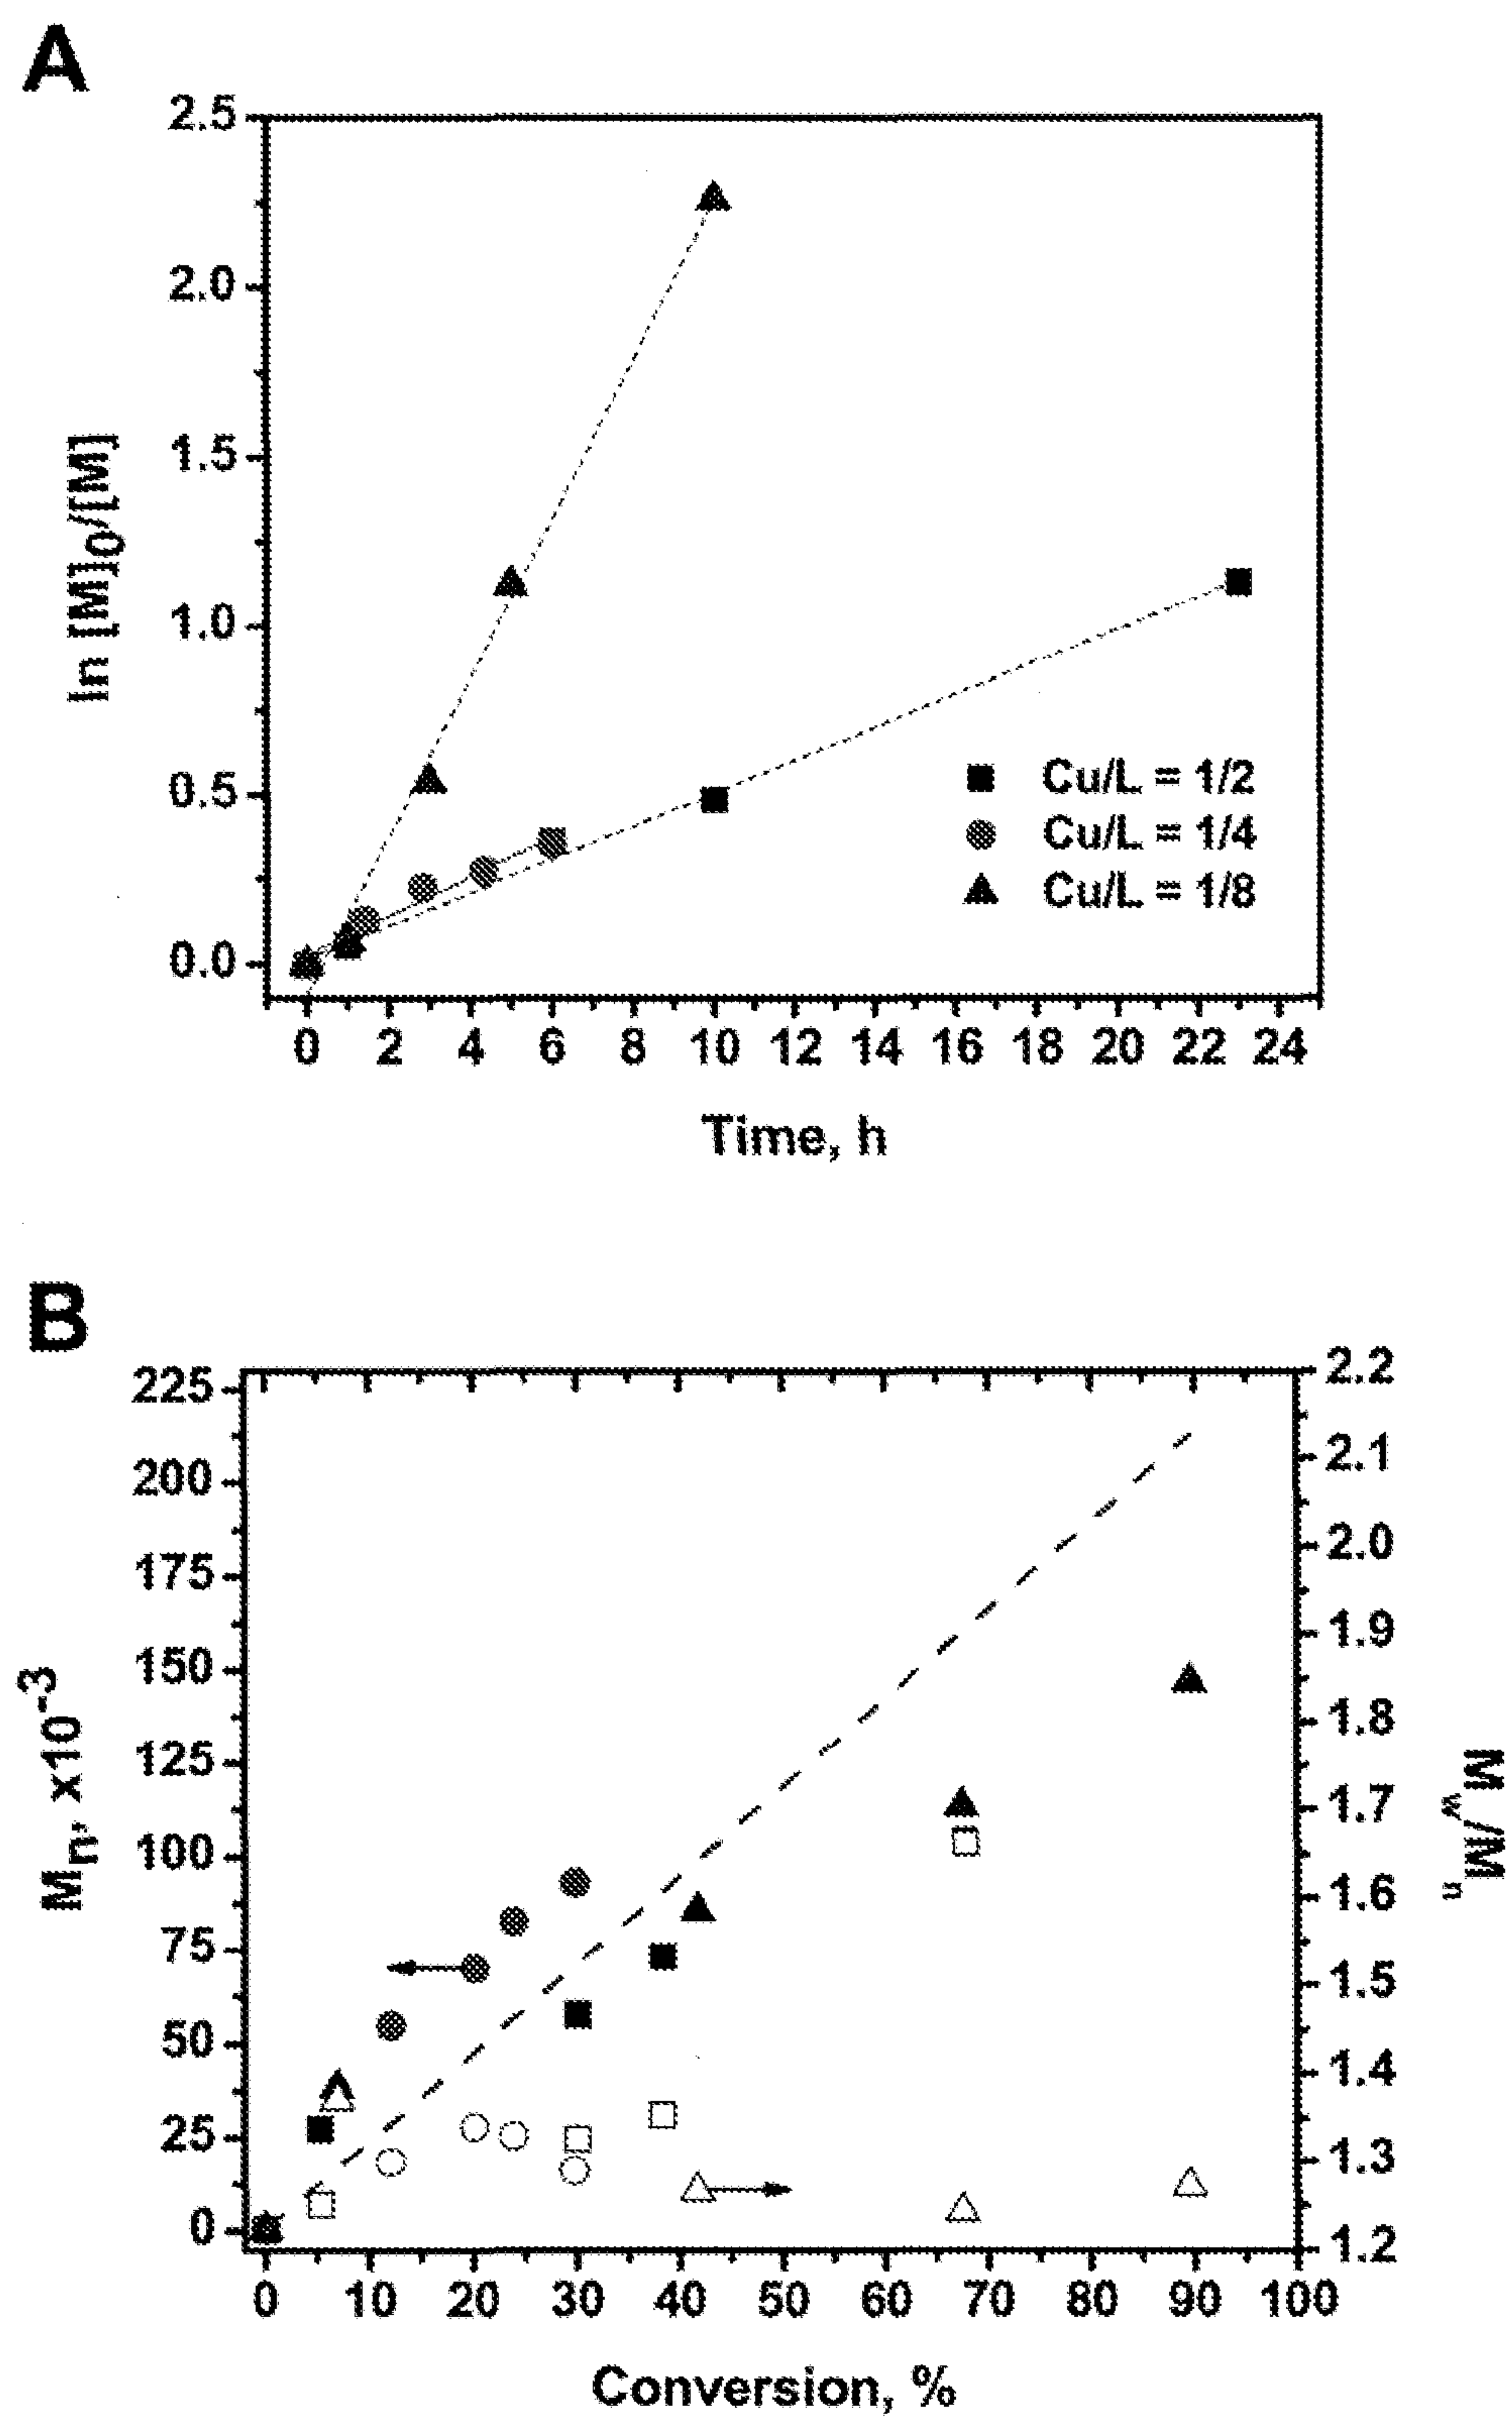 A
2.5
2.0
1.5
1.0
0.5
0.0
ln [M]0/[M]
Cu/L = 1/2
Cu/L = 1/4
Cu/L = 1/8
0 2 4 6 8 10 12 14 16 18 20 22 24
Time, h
B
225
200
175
150
125
100
75
50
25
0
Mn, x10-3
2.2
2.1
2.0
1.9
1.8
1.7
1.6
1.5
1.4
1.3
1.2
Mw/Mn
0 10 20 30 40 50 60 70 80 90 100
Conversion, %